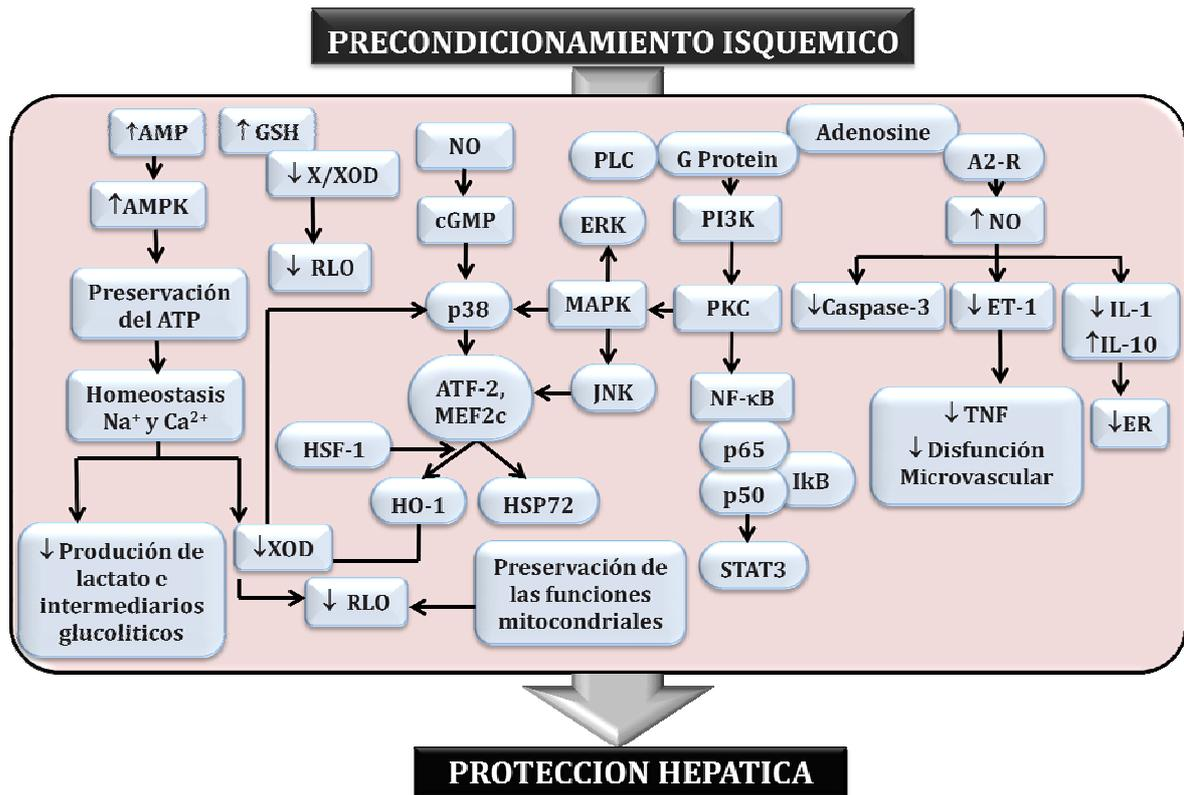 PRECONDICIONAMIENTO ISQUEMICO
↑AMP
↑ GSH
↓ X/XOD
NO
PLC
G Protein
Adenosine
A2-R
↑AMPK
↓ RLO
cGMP
ERK
PI3K
↑ NO
Preservación
del ATP
p38
MAPK
PKC
↓Caspase-3
↓ ET-1
↓ IL-1
↑IL-10
Homeostasis
Na⁺ y Ca²⁺
ATF-2,
MEF2c
JNK
NF-κB
↓ TNF
↓ Disfunción
Microvascular
↓ER
HSF-1
p65
p50
IkB
HO-1
HSP72
STAT3
↓ Produción de
lactato e
intermediarios
glucoliticos
↓XOD
↓ RLO
Preservación de
las funciones
mitocondriales
PROTECCION HEPATICA